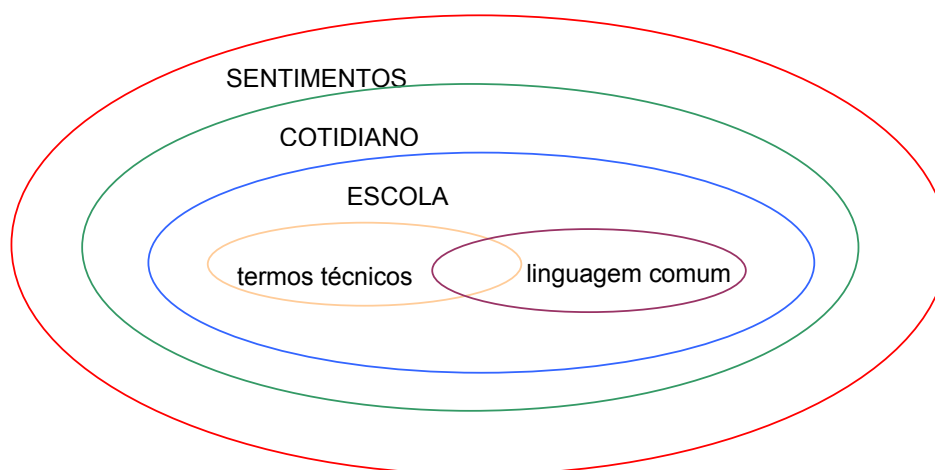 SENTIMENTOS
COTIDIANO
ESCOLA
termos técnicos
linguagem comum